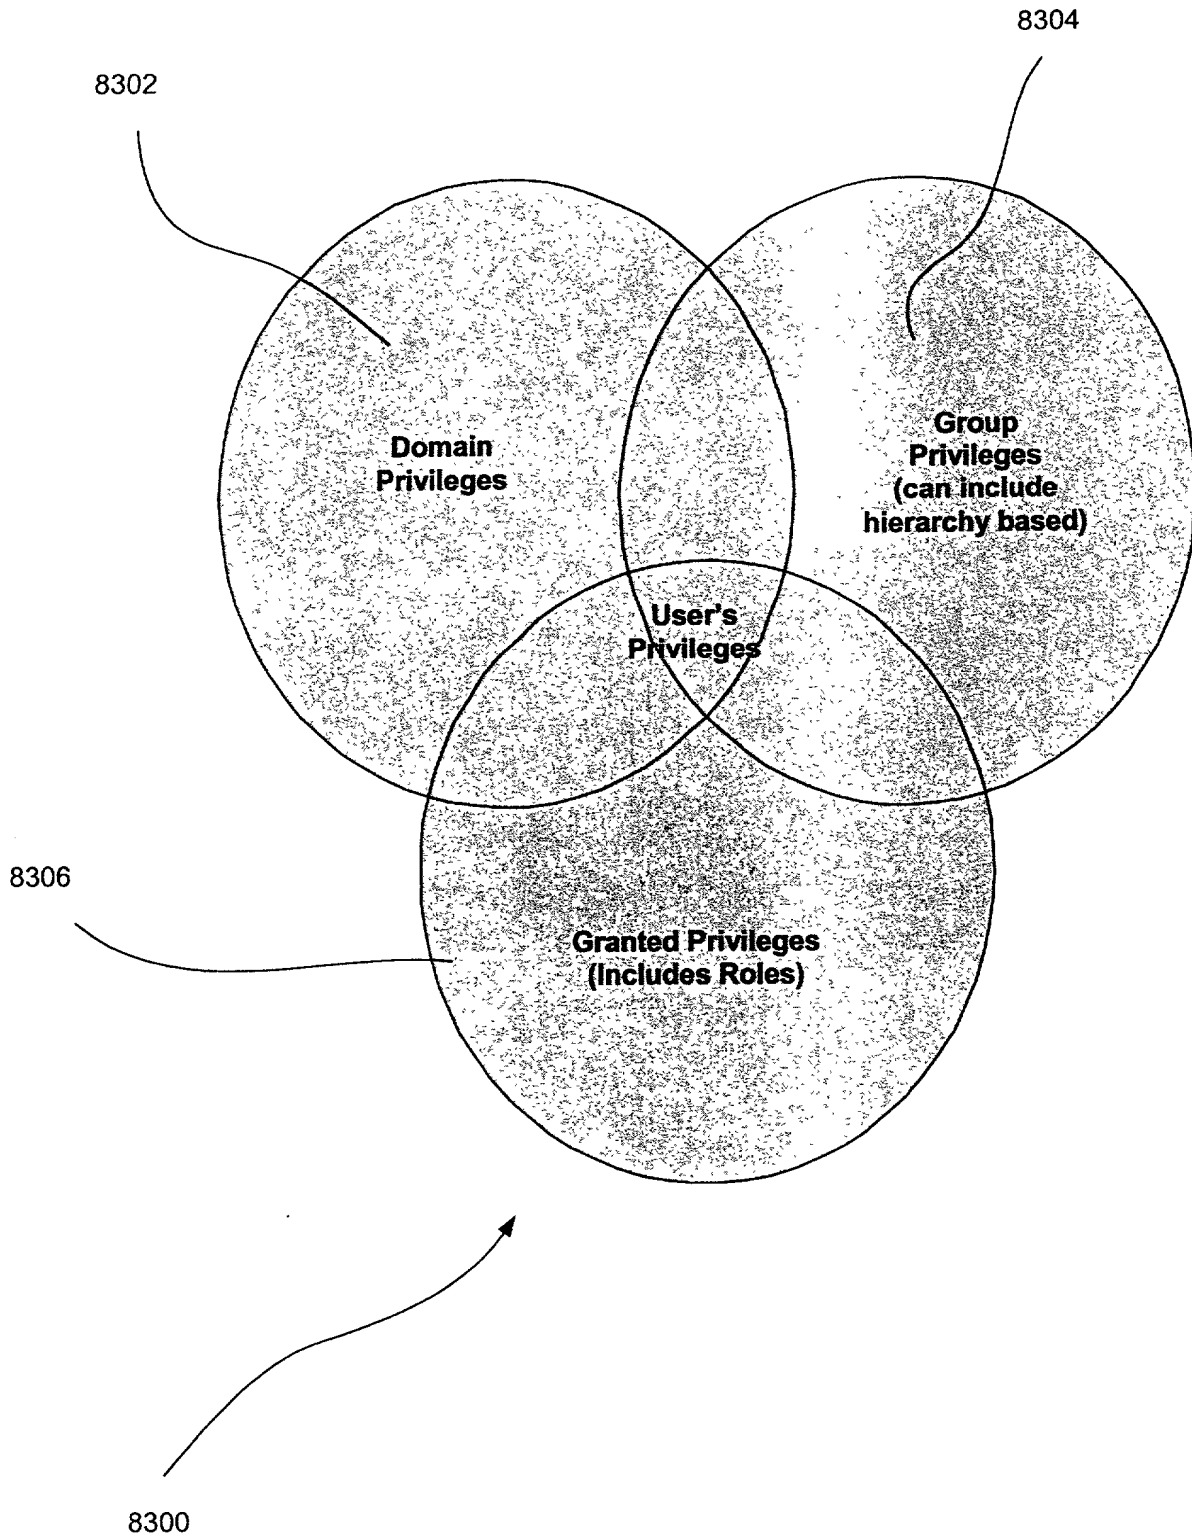 8304
8302
Domain
Privileges
Group
Privileges
(can include
hierarchy based)
User's
Privileges
8306
Granted Privileges
(Includes Roles)
8300